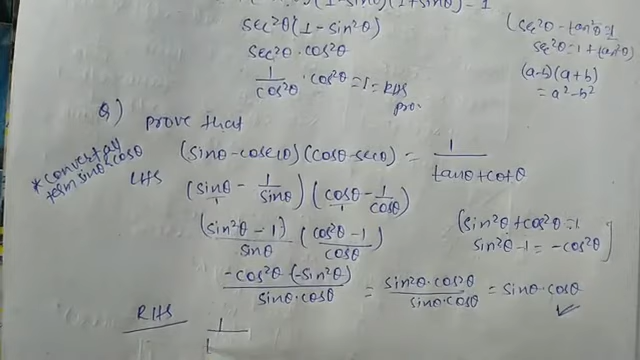 (1+sinθ) = 1
sec²θ(1-sin²θ)
sec²θ·cos²θ
1/cos²θ · cos²θ = 1 = RHS
(sec²θ - tan²θ = 1
sec²θ = 1 + tan²θ)
(a-b)(a+b)
= a²-b²
Q) prove that
(sinθ - cosecθ)(cosθ - secθ) = 1/(tanθ + cotθ)
*convert all
term sinθ & cosθ
LHS (sinθ/1 - 1/sinθ) (cosθ/1 - 1/cosθ)
(sin²θ - 1)/sinθ (cos²θ - 1)/cosθ
(sin²θ + cos²θ = 1
sin²θ - 1 = -cos²θ)
-cos²θ (-sin²θ)/sinθ·cosθ = sin²θ·cos²θ/sinθ·cosθ = sinθ·cosθ ✓
RHS 1